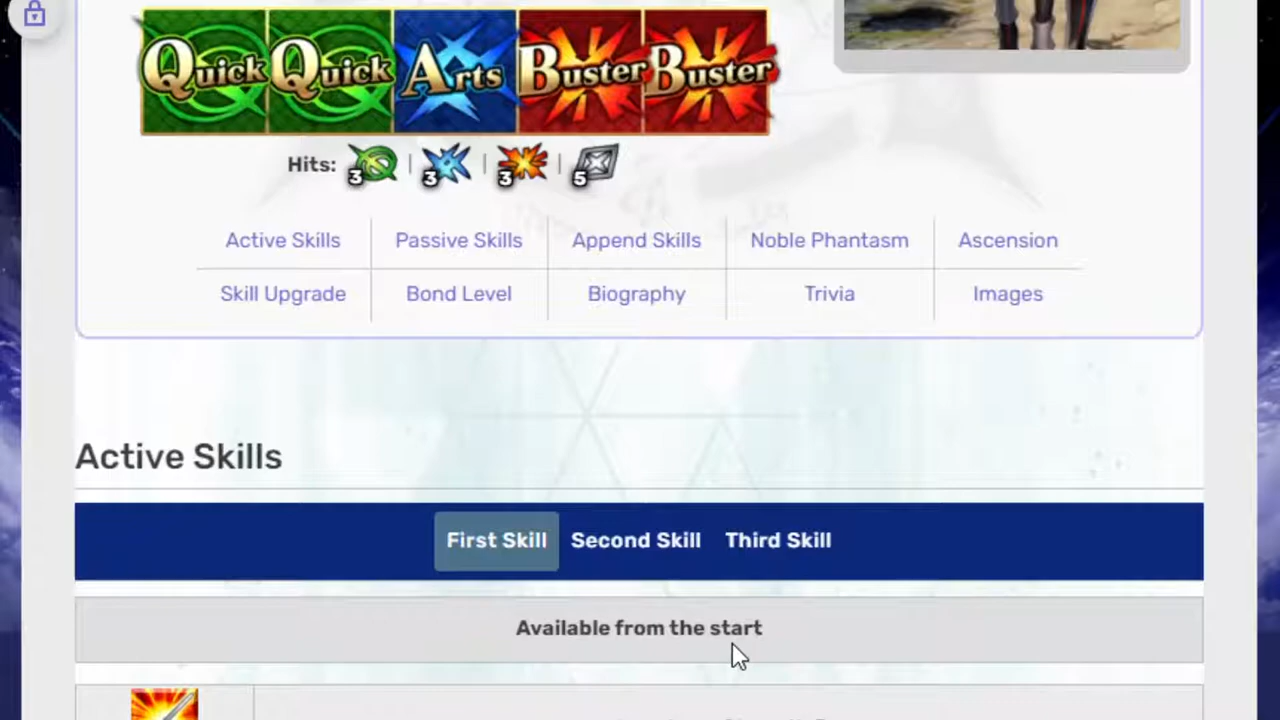 Quick Quick Arts Buster Buster
Hits: 3 | 3 | 3 | 5
Active Skills Passive Skills Append Skills Noble Phantasm Ascension
Skill Upgrade Bond Level Biography Trivia Images
Active Skills
First Skill Second Skill Third Skill
Available from the start